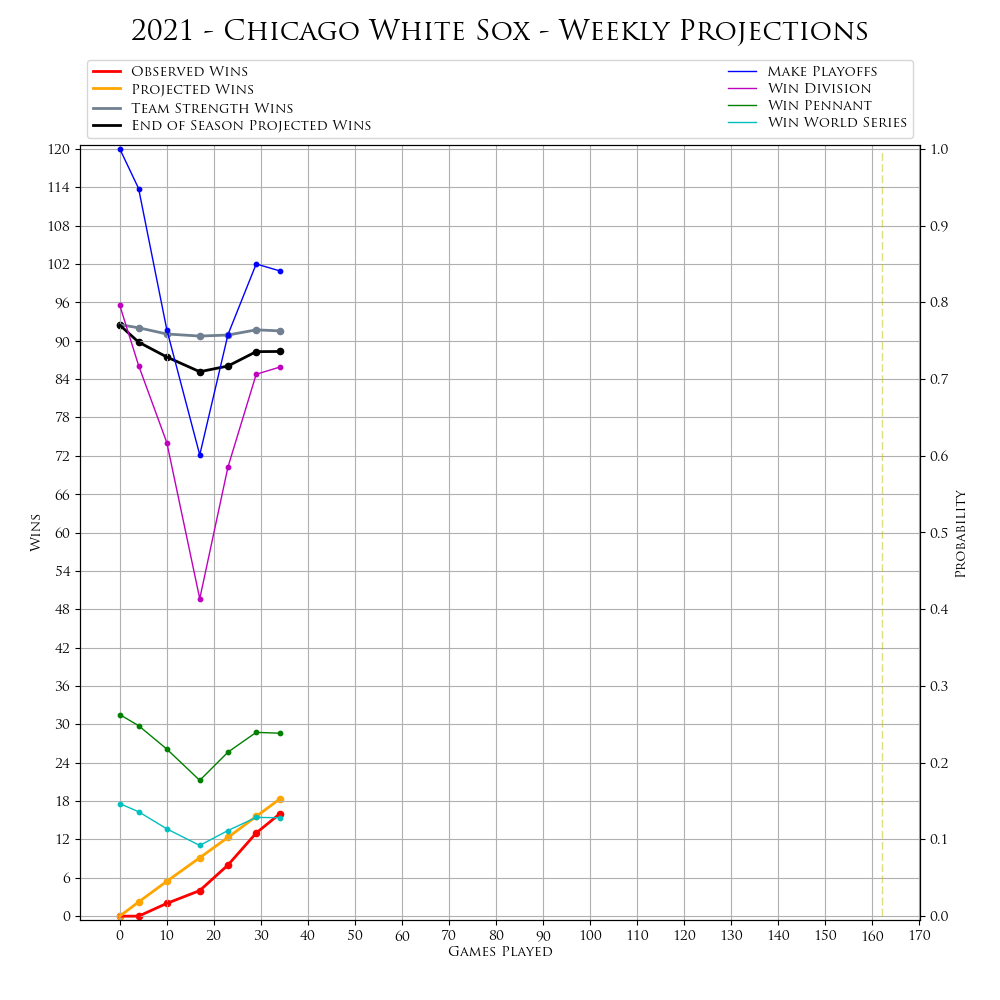 2021 - Chicago White Sox - Weekly Projections
Observed Wins
Projected Wins
Team Strength Wins
End of Season Projected Wins
Make Playoffs
Win Division
Win Pennant
Win World Series
120
114
108
102
96
90
84
78
72
66
60
54
48
42
36
30
24
18
12
6
0
Wins
1.0
0.9
0.8
0.7
0.6
0.5
0.4
0.3
0.2
0.1
0.0
Probability
0 10 20 30 40 50 60 70 80 90 100 110 120 130 140 150 160 170
Games Played